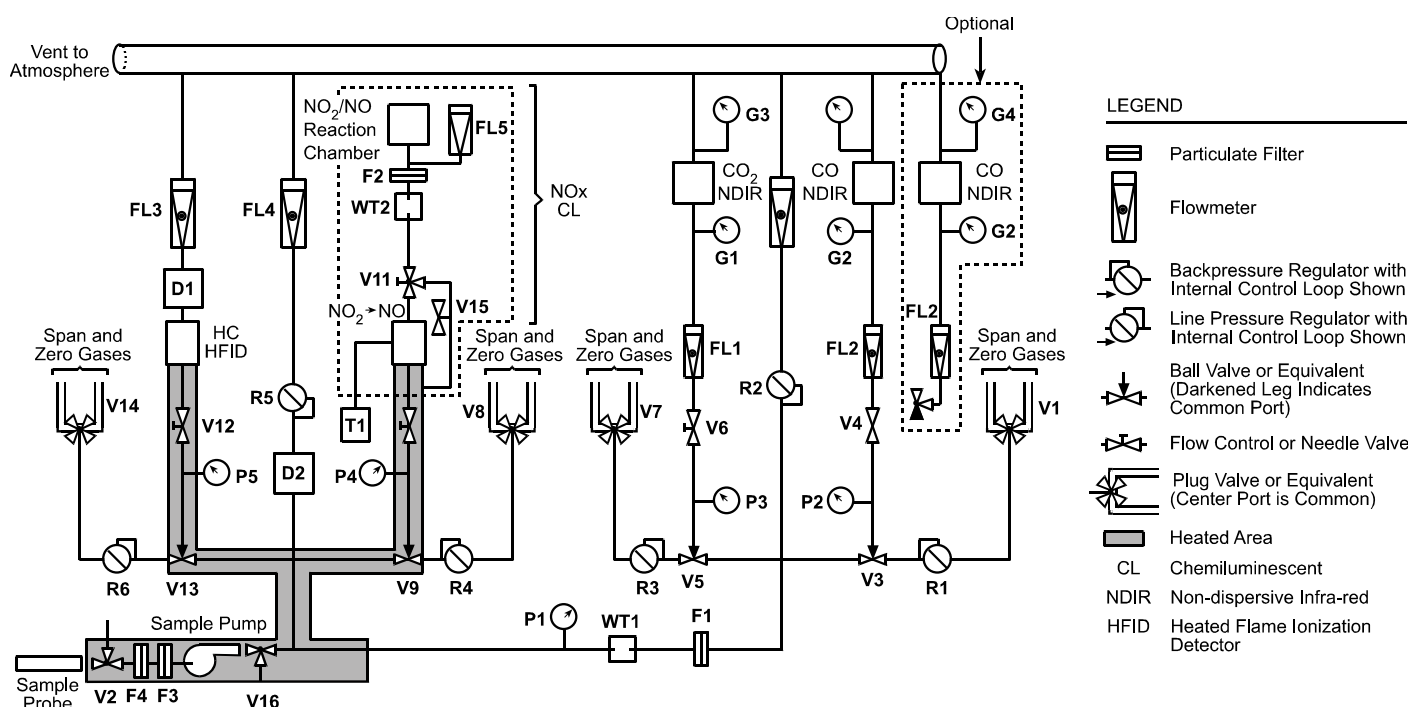 Optional
Vent to
Atmosphere
NO2/NO
Reaction
Chamber
FL5
F2
WT2
NOx
CL
G3
CO2
NDIR
G1
CO
NDIR
G2
G4
CO
NDIR
G2
FL3
FL4
D1
V11
V15
NO2→NO
HC
HFID
Span and
Zero Gases
V14
R5
V12
T1
Span and
Zero Gases
V8
Span and
Zero Gases
V7
FL1
R2
FL2
FL2
Span and
Zero Gases
V1
V6
V4
P5
D2
P4
P3
P2
R6
V13
V9
R4
R3
V5
V3
R1
Sample Pump
P1
WT1
F1
Sample
Probe
V2
F4
F3
V16
LEGEND
Particulate Filter
Flowmeter
Backpressure Regulator with
Internal Control Loop Shown
Line Pressure Regulator with
Internal Control Loop Shown
Ball Valve or Equivalent
(Darkened Leg Indicates
Common Port)
Flow Control or Needle Valve
Plug Valve or Equivalent
(Center Port is Common)
Heated Area
CL Chemiluminescent
NDIR Non-dispersive Infra-red
HFID Heated Flame Ionization
Detector